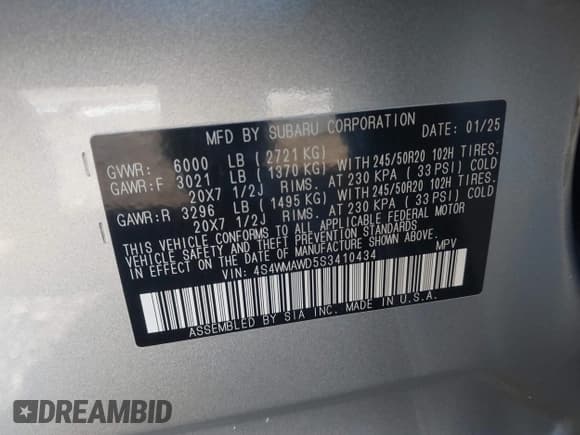 MFD BY SUBARU CORPORATION DATE: 01/25
GVWR: 6000 LB ( 2721 KG)
GAWR:F 3021 LB ( 1370 KG) WITH 245/50R20 102H TIRES.
20X7 1/2J RIMS. AT 230 KPA ( 33 PSI) COLD
GAWR:R 3296 LB ( 1495 KG) WITH 245/50R20 102H TIRES.
20X7 1/2J RIMS. AT 230 KPA ( 33 PSI) COLD
THIS VEHICLE CONFORMS TO ALL APPLICABLE FEDERAL MOTOR
VEHICLE SAFETY, BUMPER, AND THEFT PREVENTION STANDARDS
IN EFFECT ON THE DATE OF MANUFACTURE SHOWN ABOVE.
VIN: 4S4WMAWD5S3410434 MPV
ASSEMBLED BY SIA INC. MADE IN U.S.A.
DREAMBID